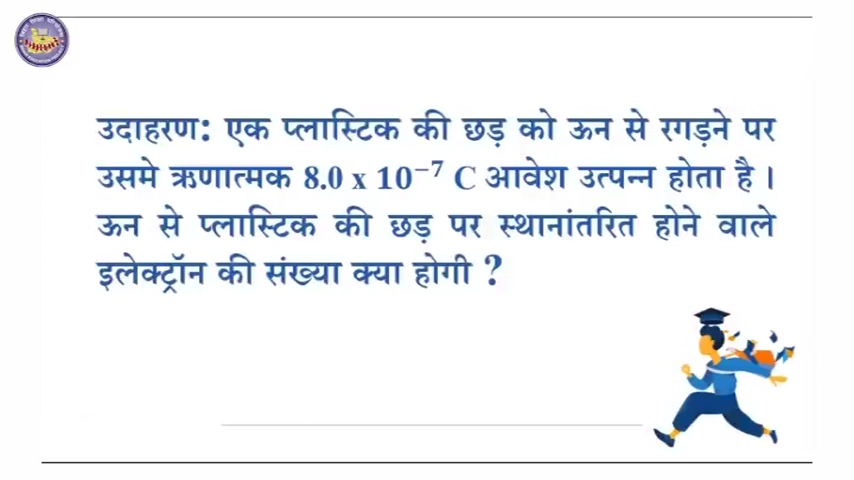 उदाहरण: एक प्लास्टिक की छड़ को ऊन से रगड़ने पर
उसमे ऋणात्मक 8.0 x 10⁻⁷ C आवेश उत्पन्न होता है ।
ऊन से प्लास्टिक की छड़ पर स्थानांतरित होने वाले
इलेक्ट्रॉन की संख्या क्या होगी ?